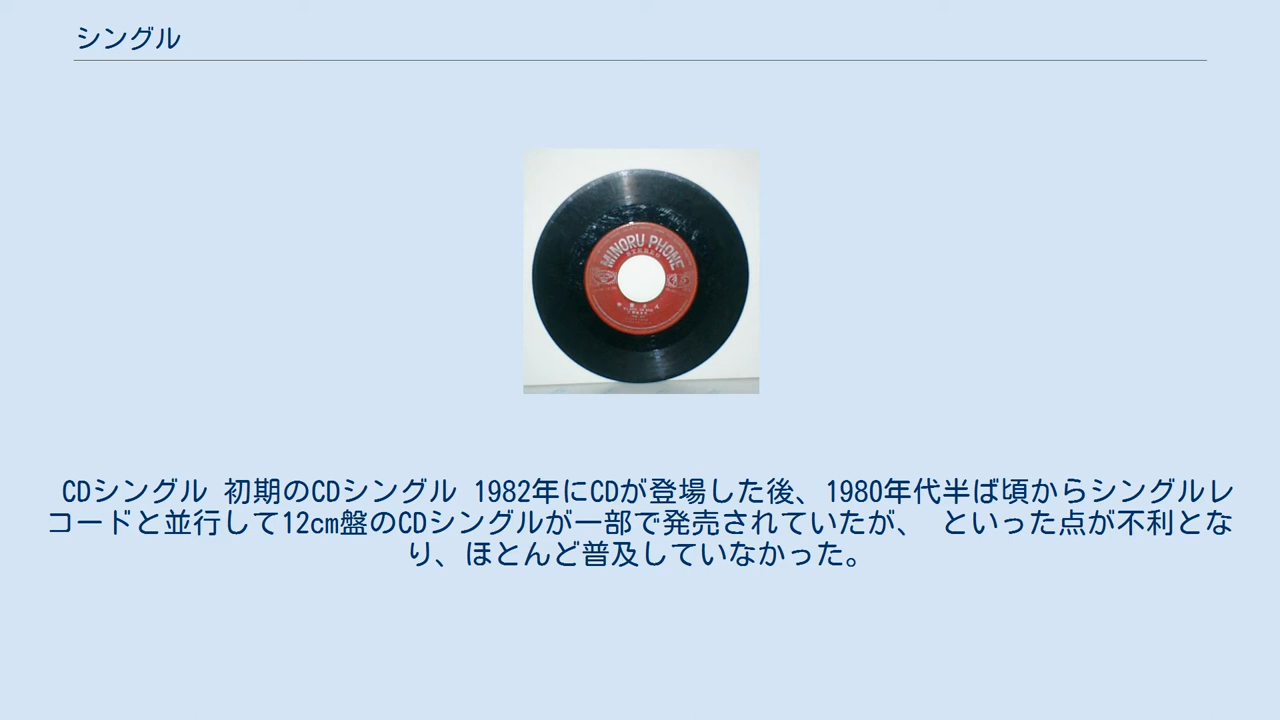 シングル
MINORU PHONE
STEREO
CDシングル 初期のCDシングル 1982年にCDが登場した後、1980年代半ば頃からシングルレ
コードと並行して12cm盤のCDシングルが一部で発売されていたが、 といった点が不利とな
り、ほとんど普及していなかった。